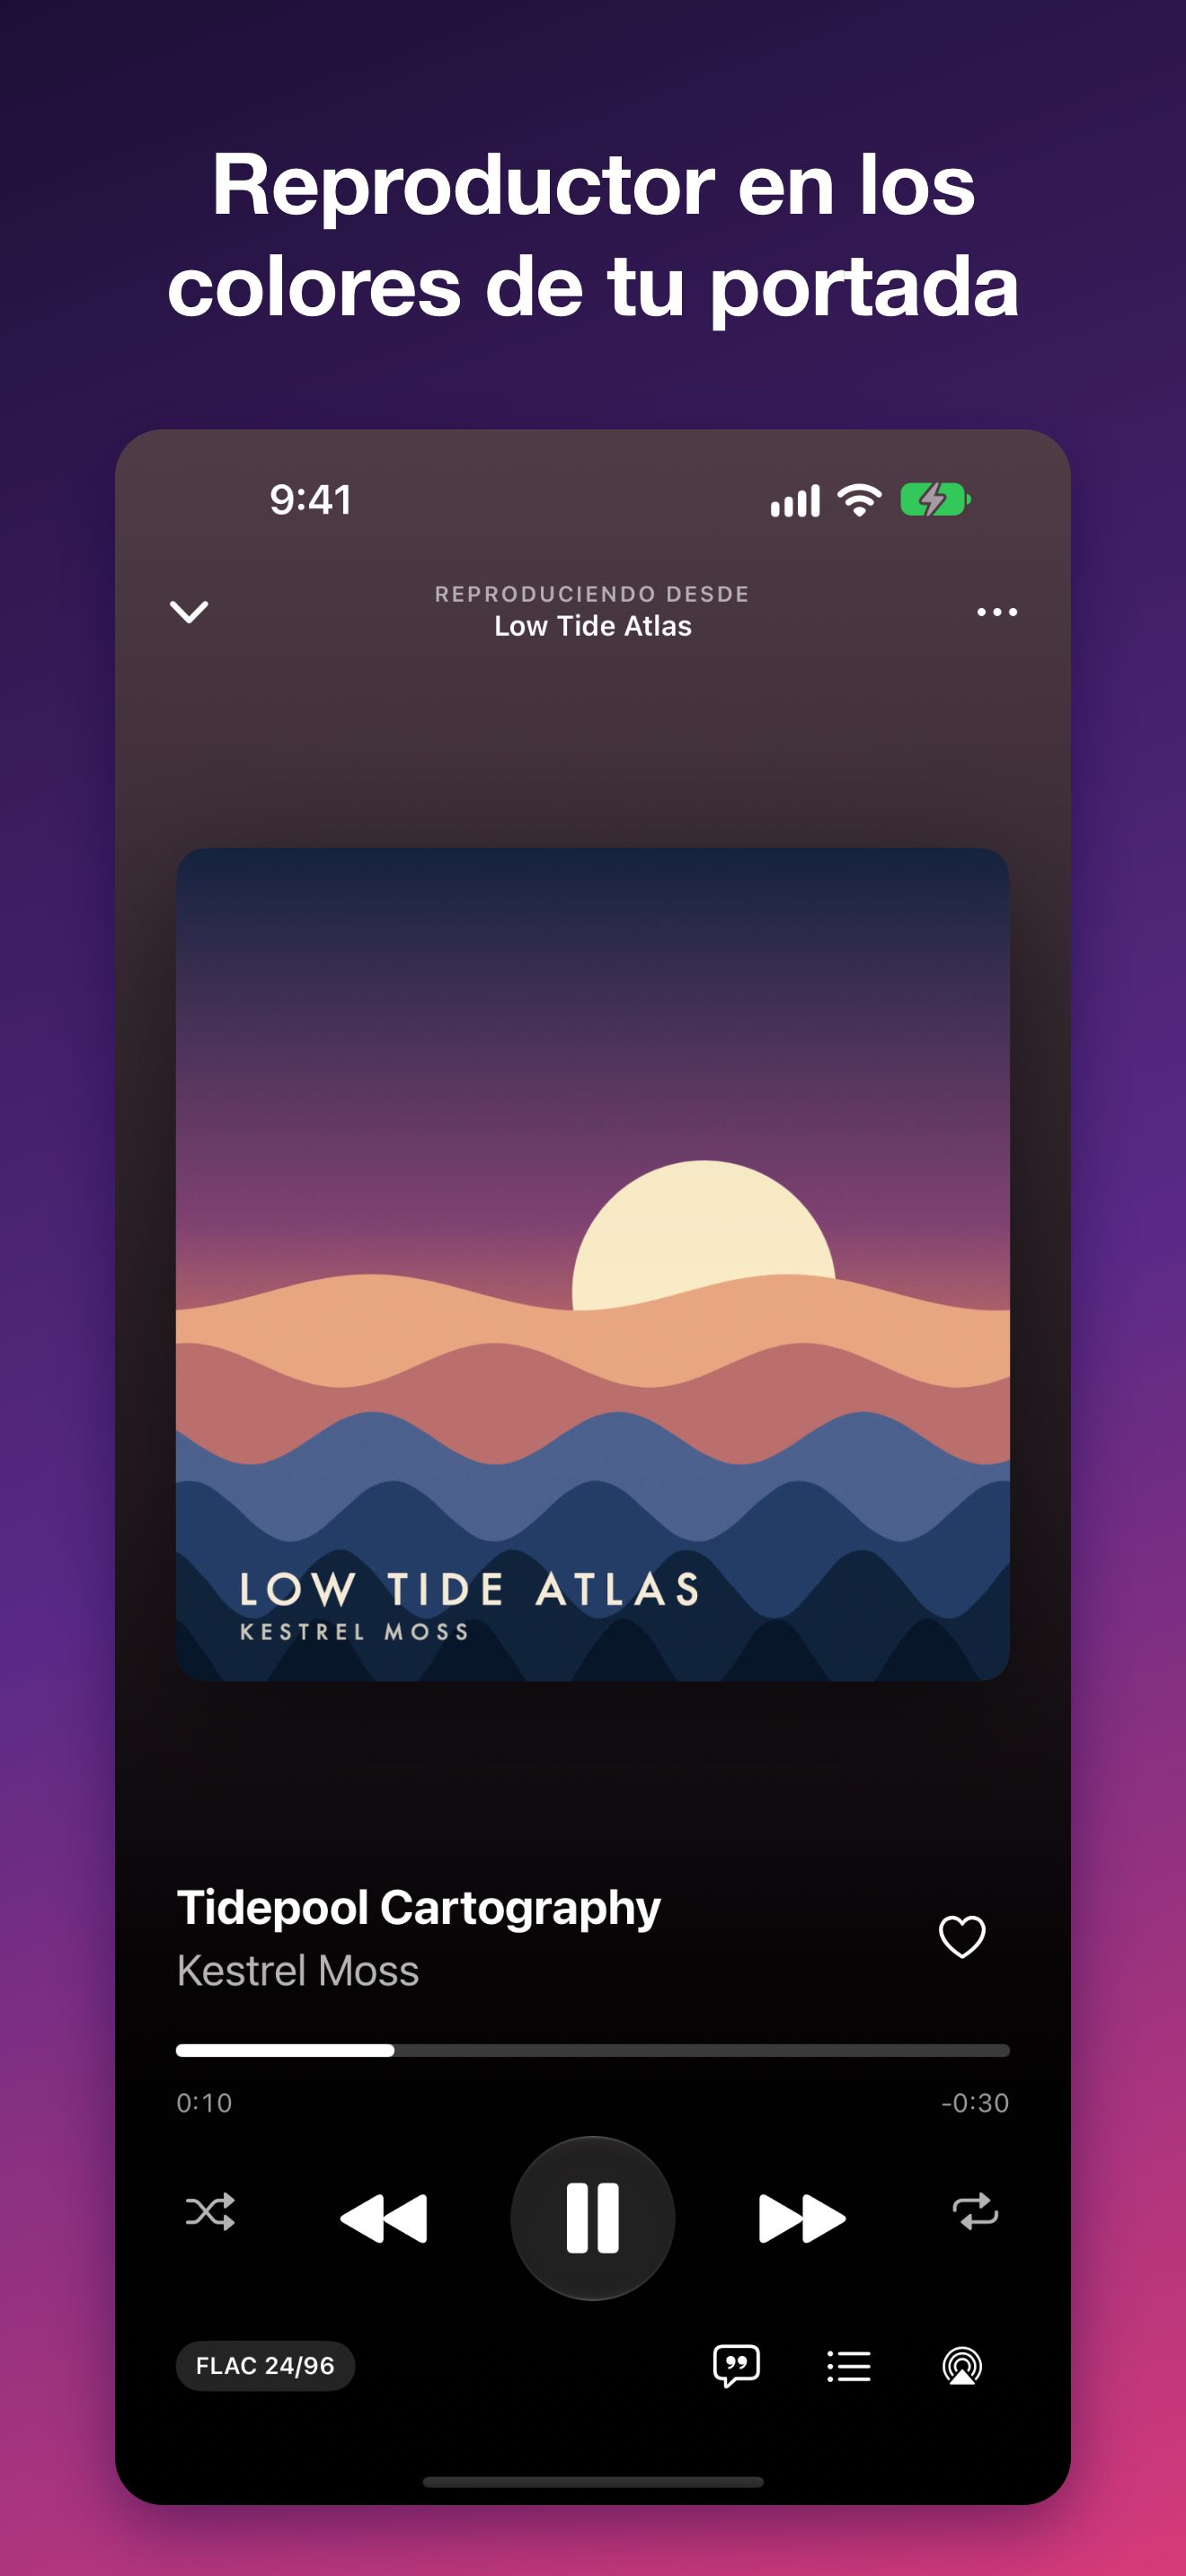 Reproductor en los
colores de tu portada
9:41
REPRODUCIENDO DESDE
Low Tide Atlas
LOW TIDE ATLAS
KESTREL MOSS
Tidepool Cartography
Kestrel Moss
0:10
-0:30
FLAC 24/96